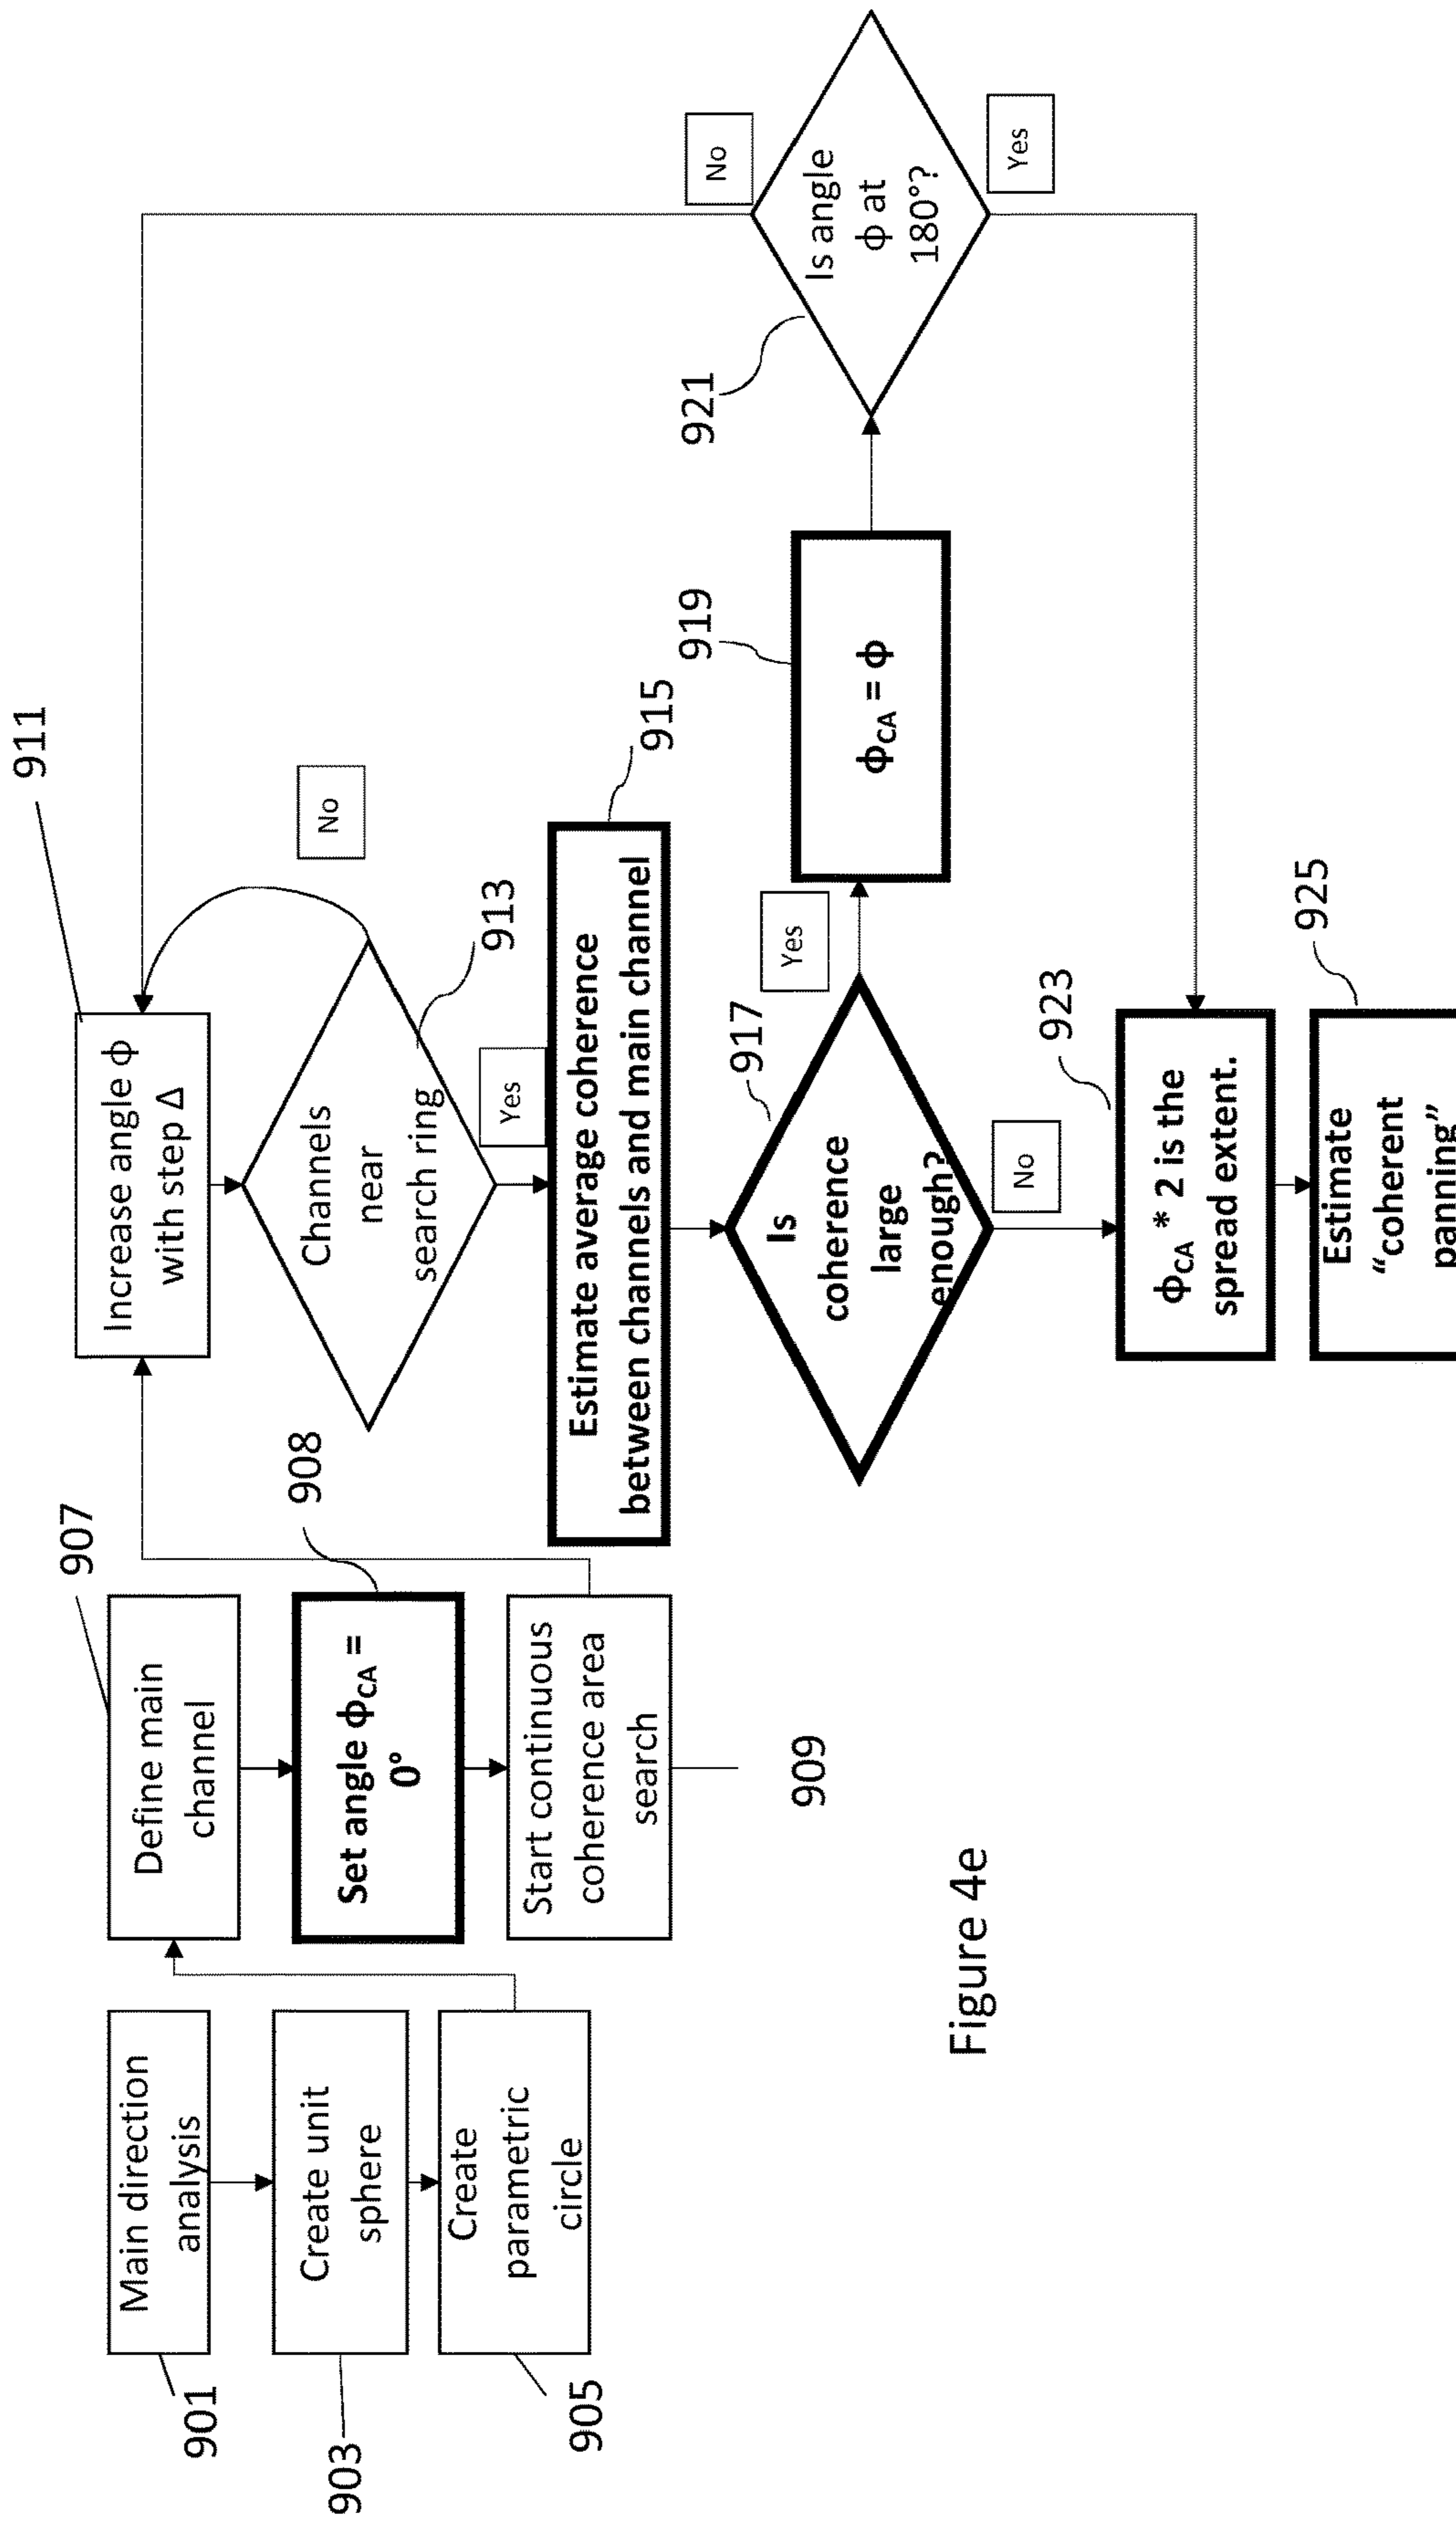 901
Main direction
analysis
903
Create unit
sphere
905
Create
parametric
circle
907
Define main
channel
908
Set angle ϕCA =
0°
Start continuous
coherence area
search
909
911
Increase angle ϕ
with step Δ
Channels
near
search ring
913
No
Yes
Estimate average coherence
between channels and main channel
915
917
Is
coherence
large
enough?
Yes
No
919
ϕCA = ϕ
921
Is angle
ϕ at
180°?
No
Yes
923
ϕCA * 2 is the
spread extent.
925
Estimate
“coherent
panning”
Figure 4e